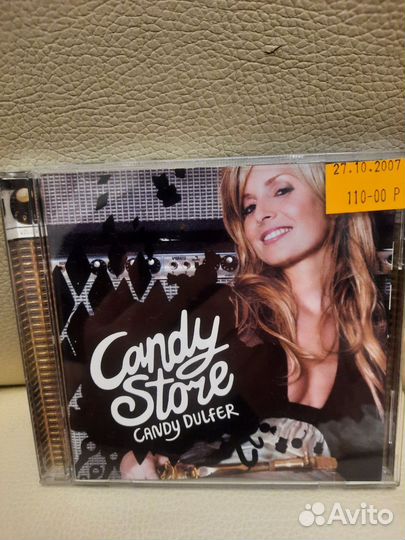 27.10.2007
110-00 Р
Candy
Store
CANDY DULFER
Avito